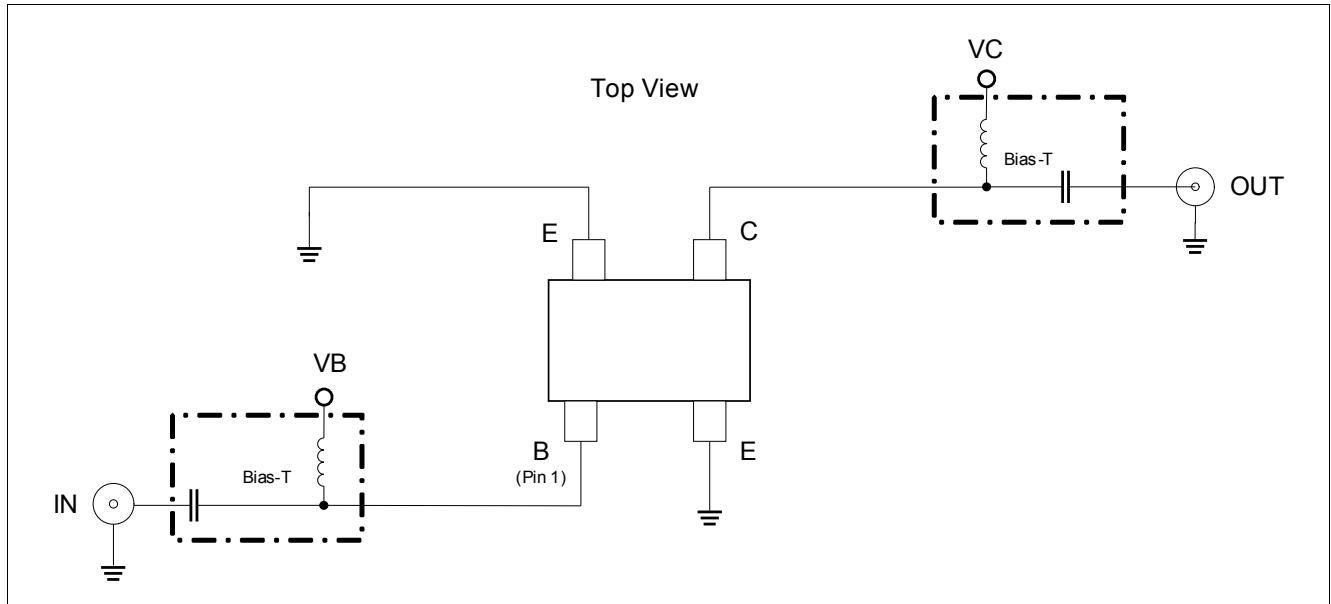 VC
Top View
Bias-T
OUT
E
C
VB
B
(Pin 1)
E
Bias-T
IN